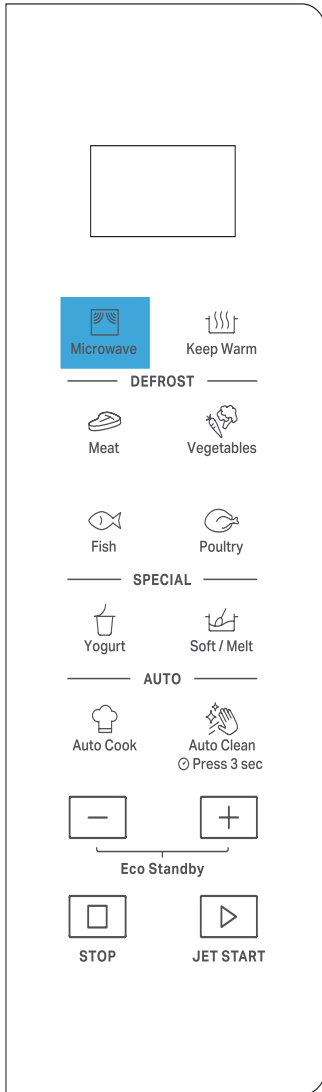 Microwave Keep Warm
DEFROST
Meat Vegetables
Fish Poultry
SPECIAL
Yogurt Soft / Melt
AUTO
Auto Cook Auto Clean
Press 3 sec
Eco Standby
STOP JET START